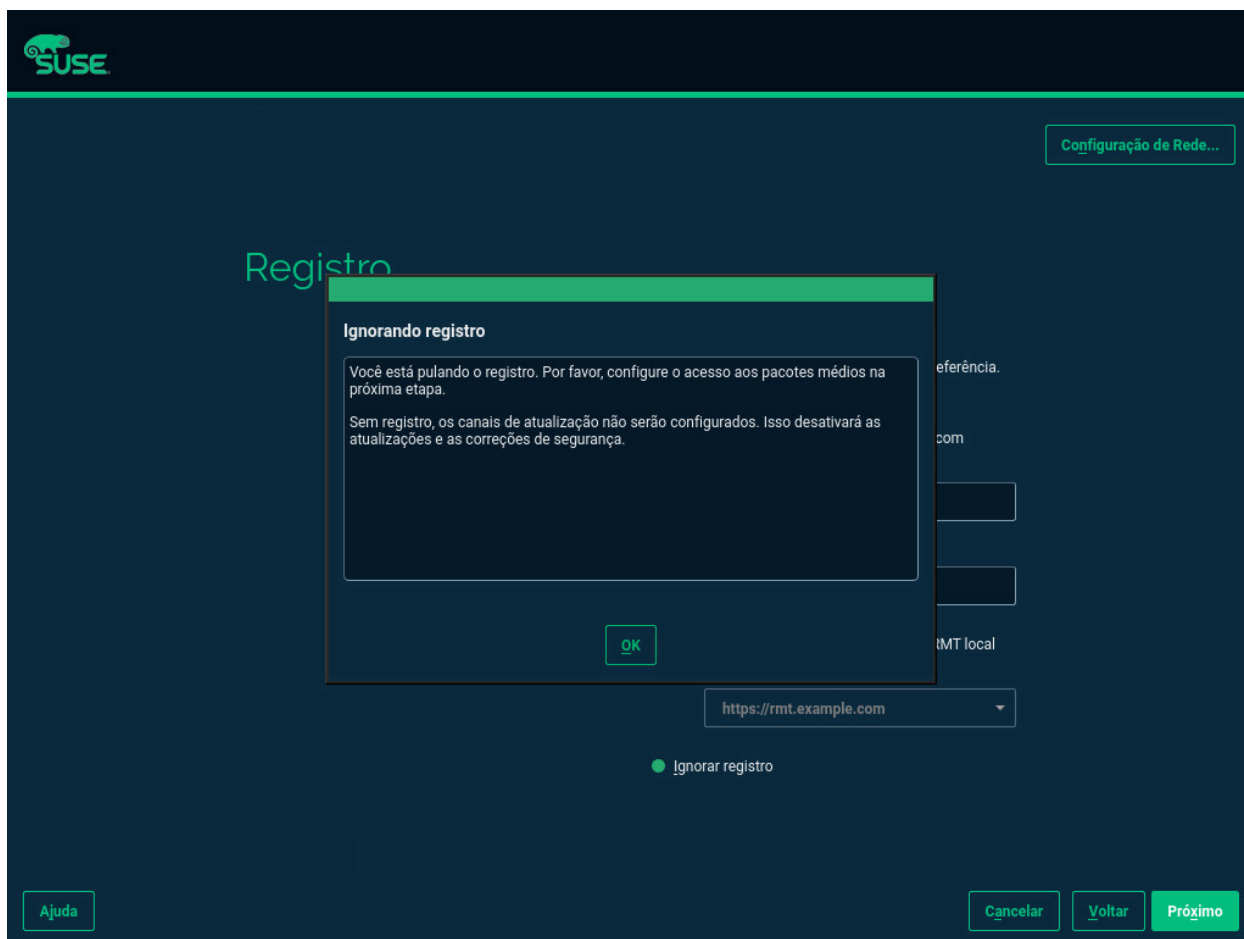 SUSE
Configuração de Rede...
Registro
Ignorando registro
Você está pulando o registro. Por favor, configure o acesso aos pacotes médios na
próxima etapa.
Sem registro, os canais de atualização não serão configurados. Isso desativará as
atualizações e as correções de segurança.
eferência.
com
OK
RMT local
https://rmt.example.com
Ignorar registro
Ajuda
Cancelar
Voltar
Próximo